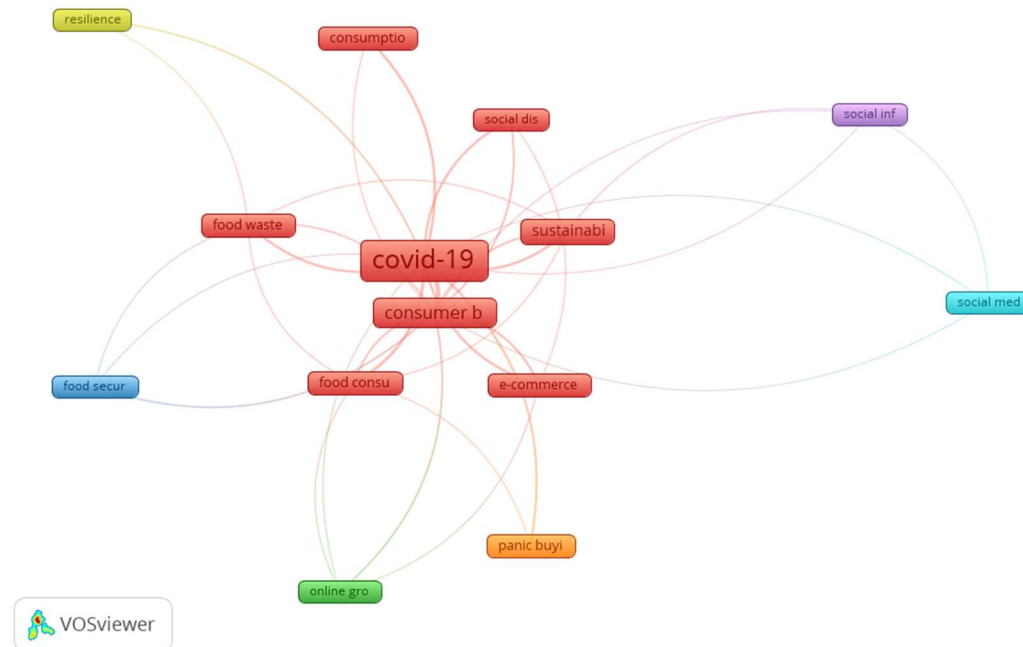 resilience
consumptio
social dis
social inf
food waste
sustainabi
covid-19
social med
consumer b
food secur
food consu
e-commerce
panic buyi
online gro
VOSviewer